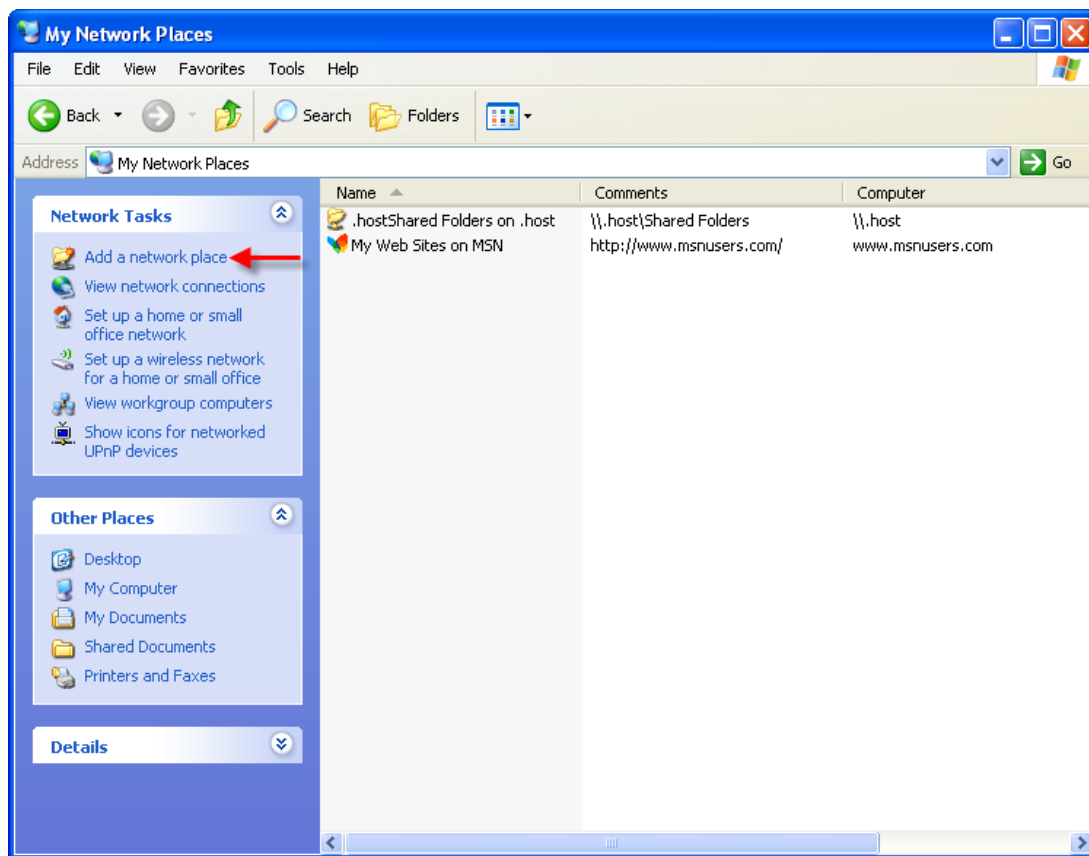 My Network Places
File Edit View Favorites Tools Help
Back Search Folders
Address My Network Places Go
Network Tasks
Add a network place
View network connections
Set up a home or small
office network
Set up a wireless network
for a home or small office
View workgroup computers
Show icons for networked
UPnP devices
Other Places
Desktop
My Computer
My Documents
Shared Documents
Printers and Faxes
Details
Name Comments Computer
.hostShared Folders on .host \\.host\Shared Folders \\.host
My Web Sites on MSN http://www.msnusers.com/ www.msnusers.com